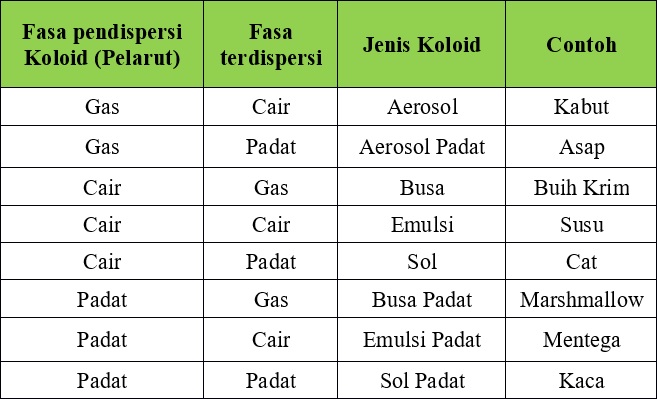 Fasa pendispersi Koloid (Pelarut) Fasa terdispersi Jenis Koloid Contoh
Gas Cair Aerosol Kabut
Gas Padat Aerosol Padat Asap
Cair Gas Busa Buih Krim
Cair Cair Emulsi Susu
Cair Padat Sol Cat
Padat Gas Busa Padat Marshmallow
Padat Cair Emulsi Padat Mentega
Padat Padat Sol Padat Kaca